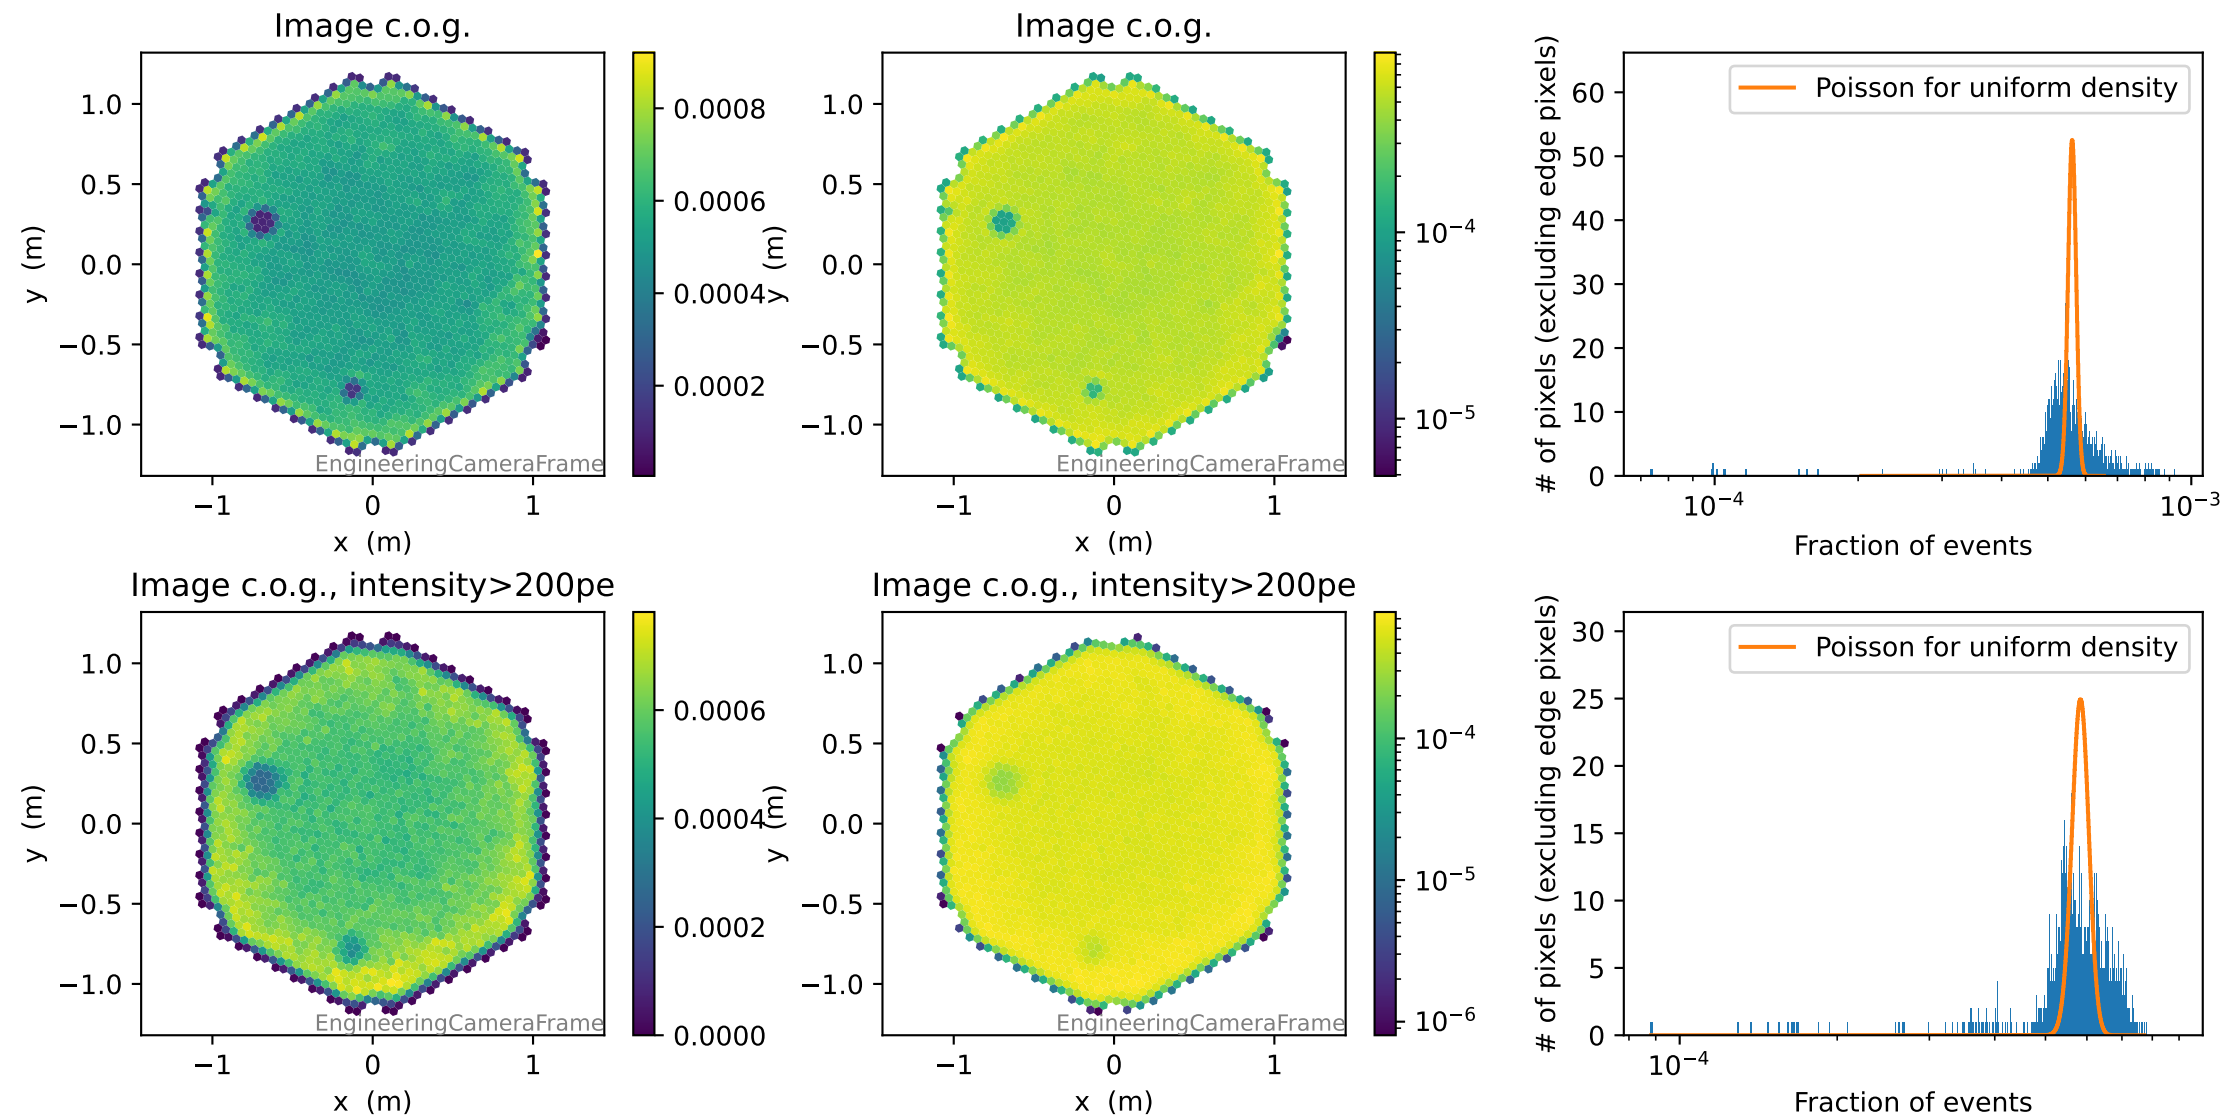 Image c.o.g.
1.0
0.5
0.0
−0.5
−1.0
y (m)
−1
0
1
x (m)
EngineeringCameraFrame
0.0008
0.0006
0.0004
0.0002
Image c.o.g.
1.0
0.5
0.0
−0.5
−1.0
y (m)
−1
0
1
x (m)
EngineeringCameraFrame
10⁻⁴
10⁻⁵
# of pixels (excluding edge pixels)
60
50
40
30
20
10
0
Poisson for uniform density
10⁻⁴
10⁻³
Fraction of events
Image c.o.g., intensity>200pe
1.0
0.5
0.0
−0.5
−1.0
y (m)
−1
0
1
x (m)
EngineeringCameraFrame
0.0006
0.0004
0.0002
0.0000
Image c.o.g., intensity>200pe
1.0
0.5
0.0
−0.5
−1.0
y (m)
−1
0
1
x (m)
EngineeringCameraFrame
10⁻⁴
10⁻⁵
10⁻⁶
# of pixels (excluding edge pixels)
30
25
20
15
10
5
0
Poisson for uniform density
10⁻⁴
Fraction of events